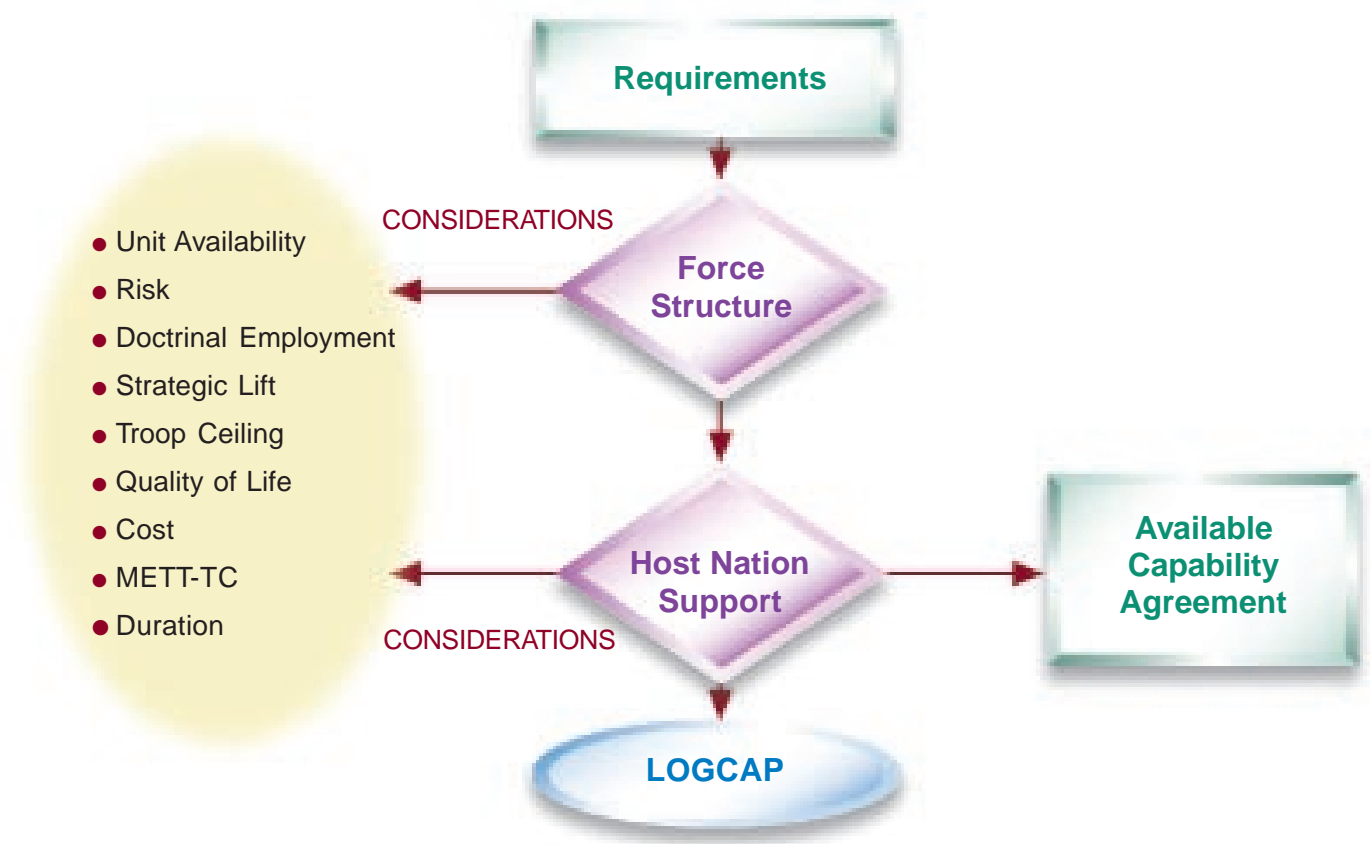 Requirements
CONSIDERATIONS
Force
Structure
● Unit Availability
● Risk
● Doctrinal Employment
● Strategic Lift
● Troop Ceiling
● Quality of Life
● Cost
● METT-TC
● Duration
Host Nation
Support
CONSIDERATIONS
Available
Capability
Agreement
LOGCAP